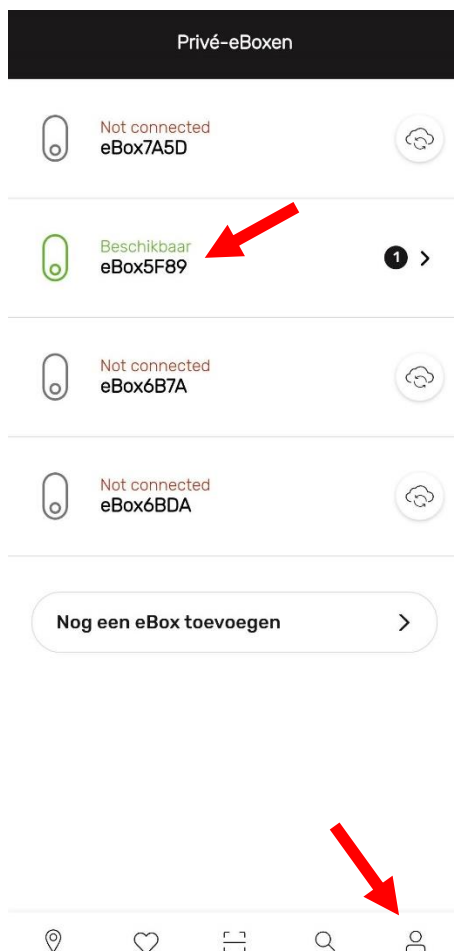 Privé-eBoxen
Not connected
eBox7A5D
Beschikbaar
eBox5F89
1
Not connected
eBox6B7A
Not connected
eBox6BDA
Nog een eBox toevoegen